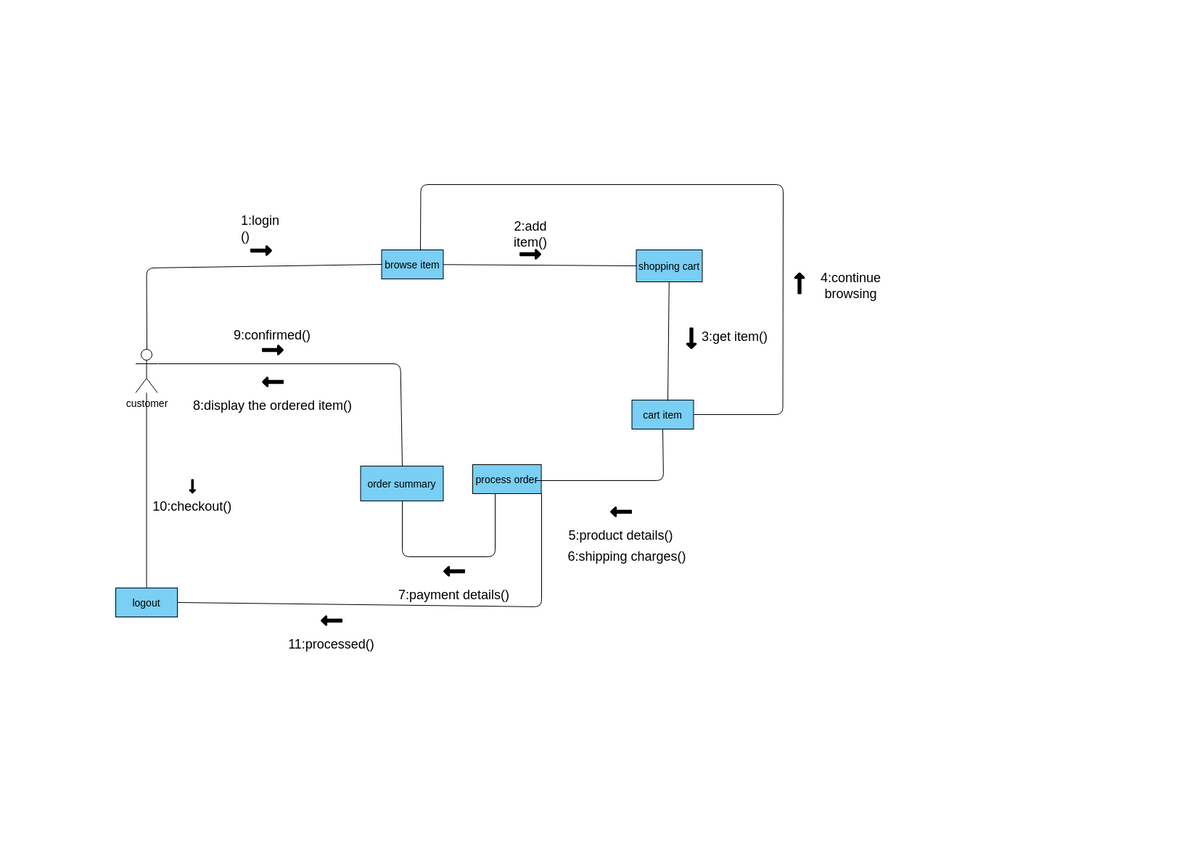 1:login
()
2:add
item()
browse item
shopping cart
4:continue
browsing
3:get item()
9:confirmed()
customer
8:display the ordered item()
cart item
order summary
process order
10:checkout()
5:product details()
6:shipping charges()
7:payment details()
logout
11:processed()